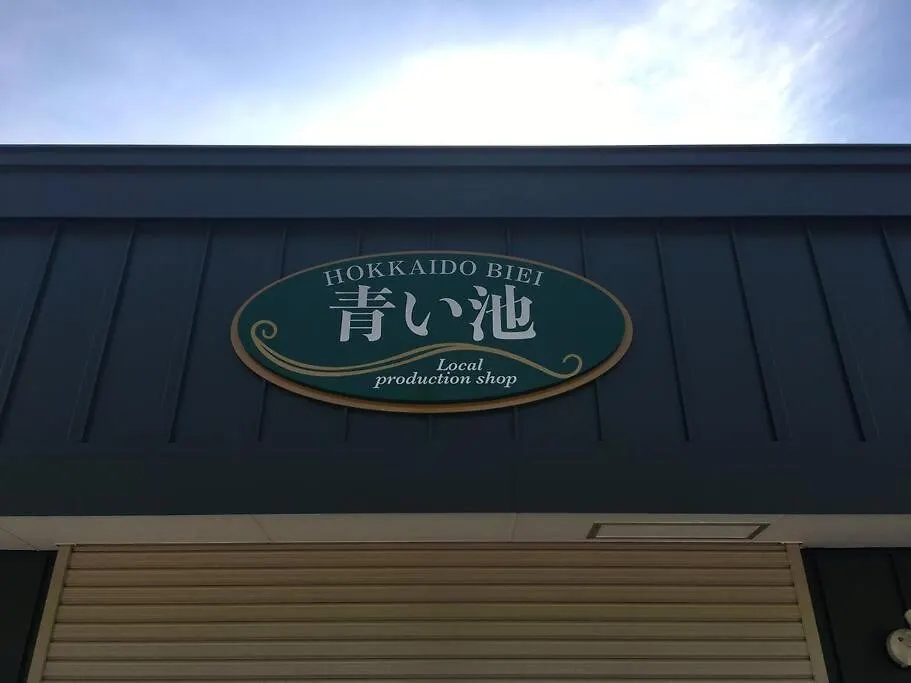 HOKKAIDO BIEI
青い池
Local
production shop